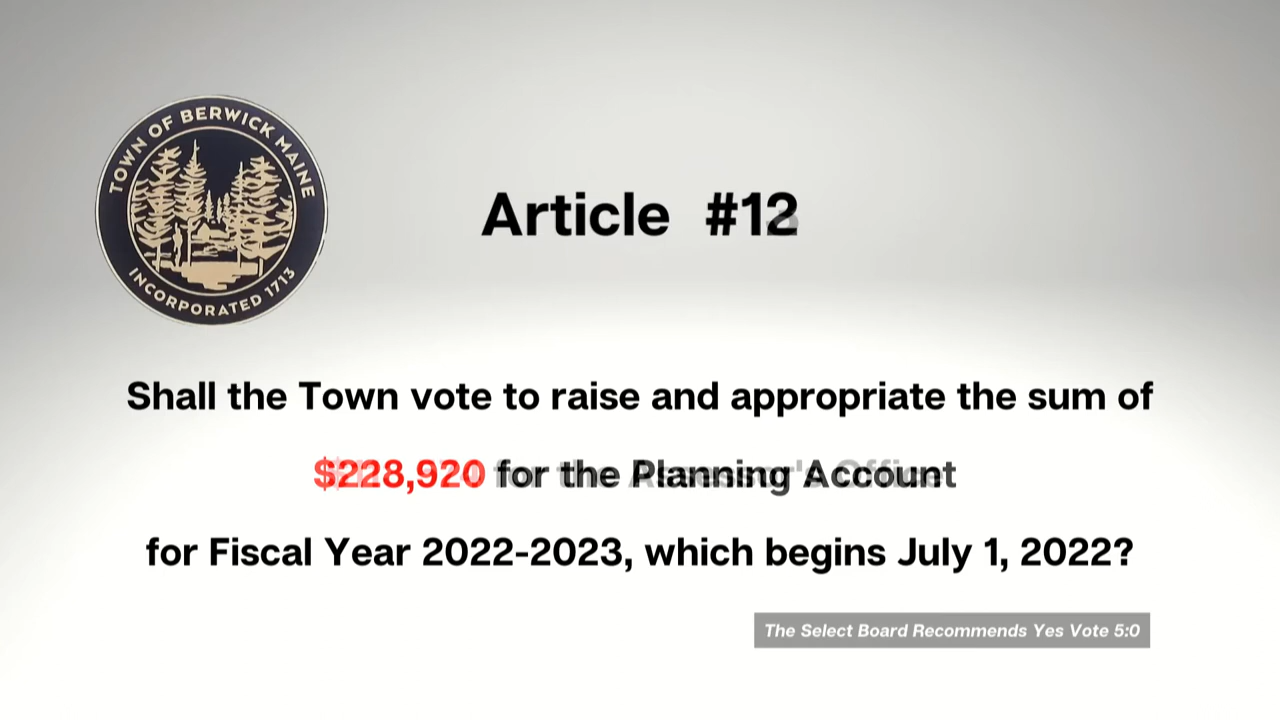 TOWN OF BERWICK MAINE
INCORPORATED 1713
Article #12
Shall the Town vote to raise and appropriate the sum of
$228,920 for the Planning Account
for Fiscal Year 2022-2023, which begins July 1, 2022?
The Select Board Recommends Yes Vote 5:0